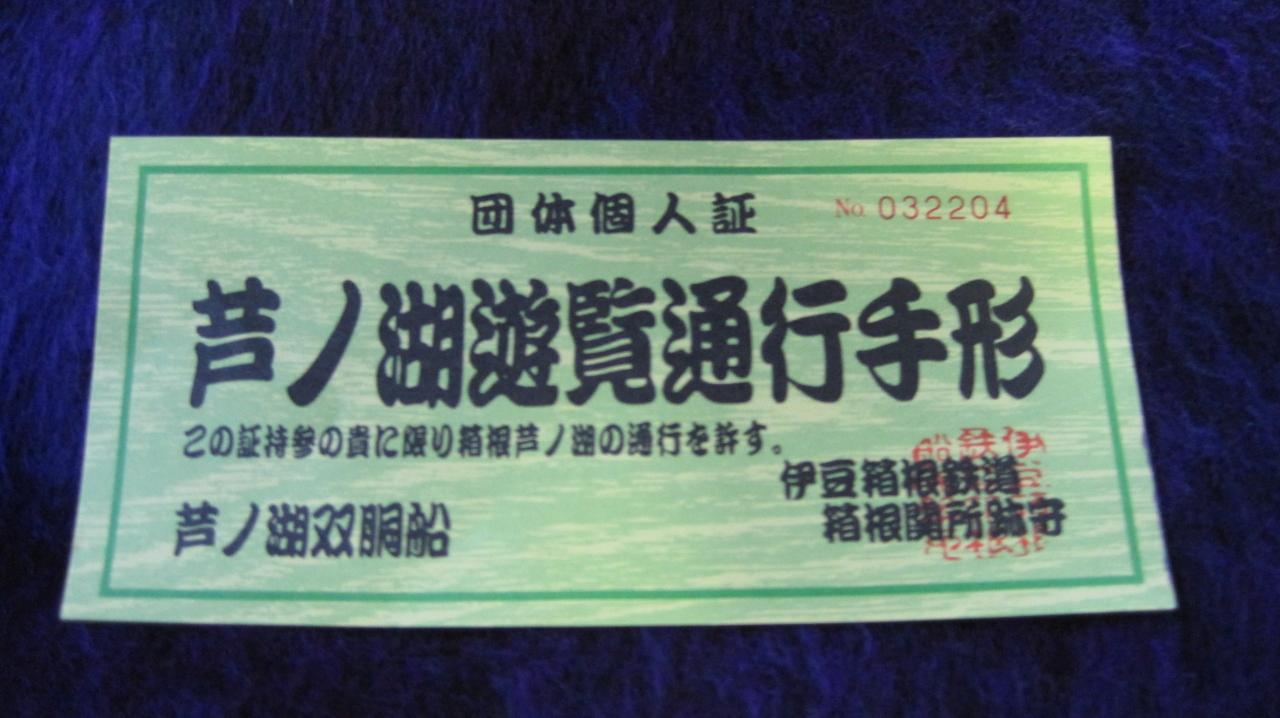 団体個人証
No. 032204
芦ノ湖遊覧通行手形
この証持参の貴に限り箱根芦ノ湖の通行を許す。
伊豆箱根鉄道
箱根関所跡守
芦ノ湖双胴船